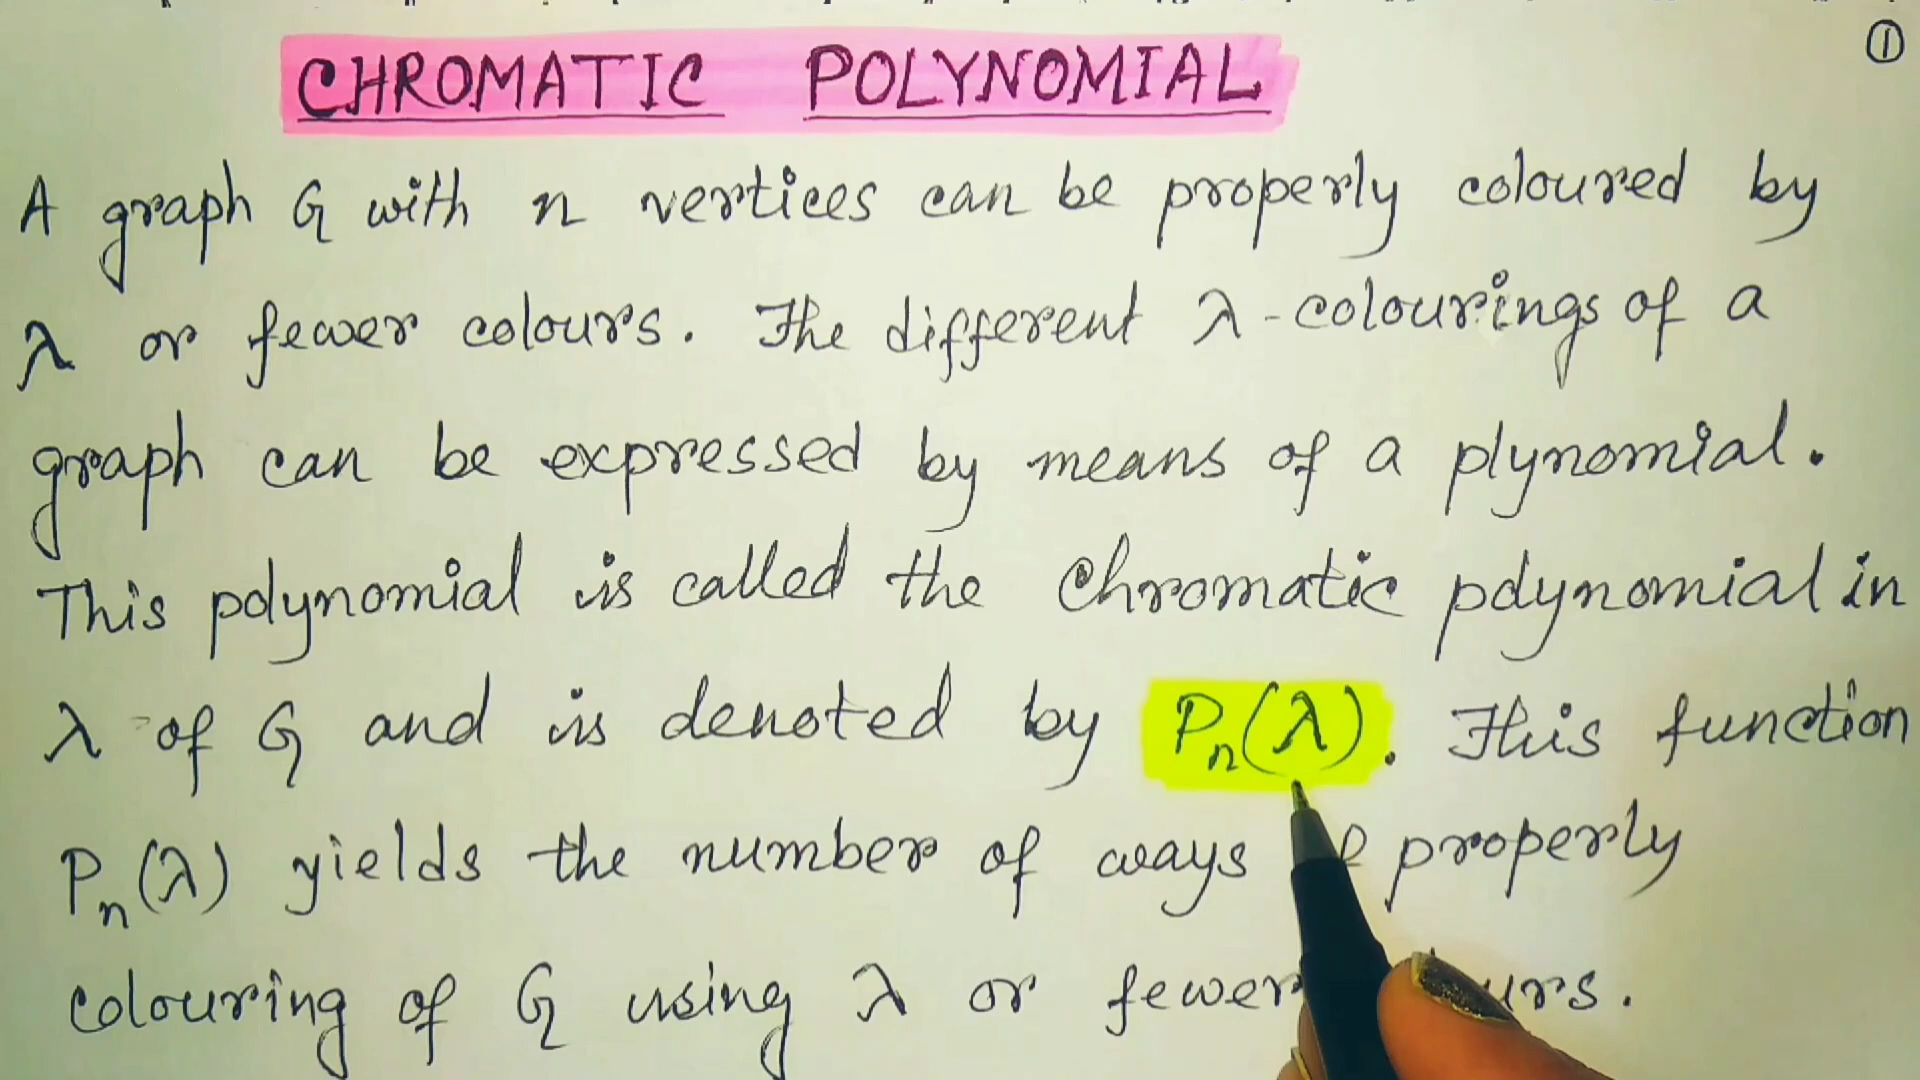 ①
CHROMATIC POLYNOMIAL
A graph G with n vertices can be properly coloured by
λ or fewer colours. The different λ-colourings of a
graph can be expressed by means of a plynomial.
This polynomial is called the Chromatic polynomial in
λ of G and is denoted by Pₙ(λ). This function
Pₙ(λ) yields the number of ways properly
colouring of G using λ or fewer